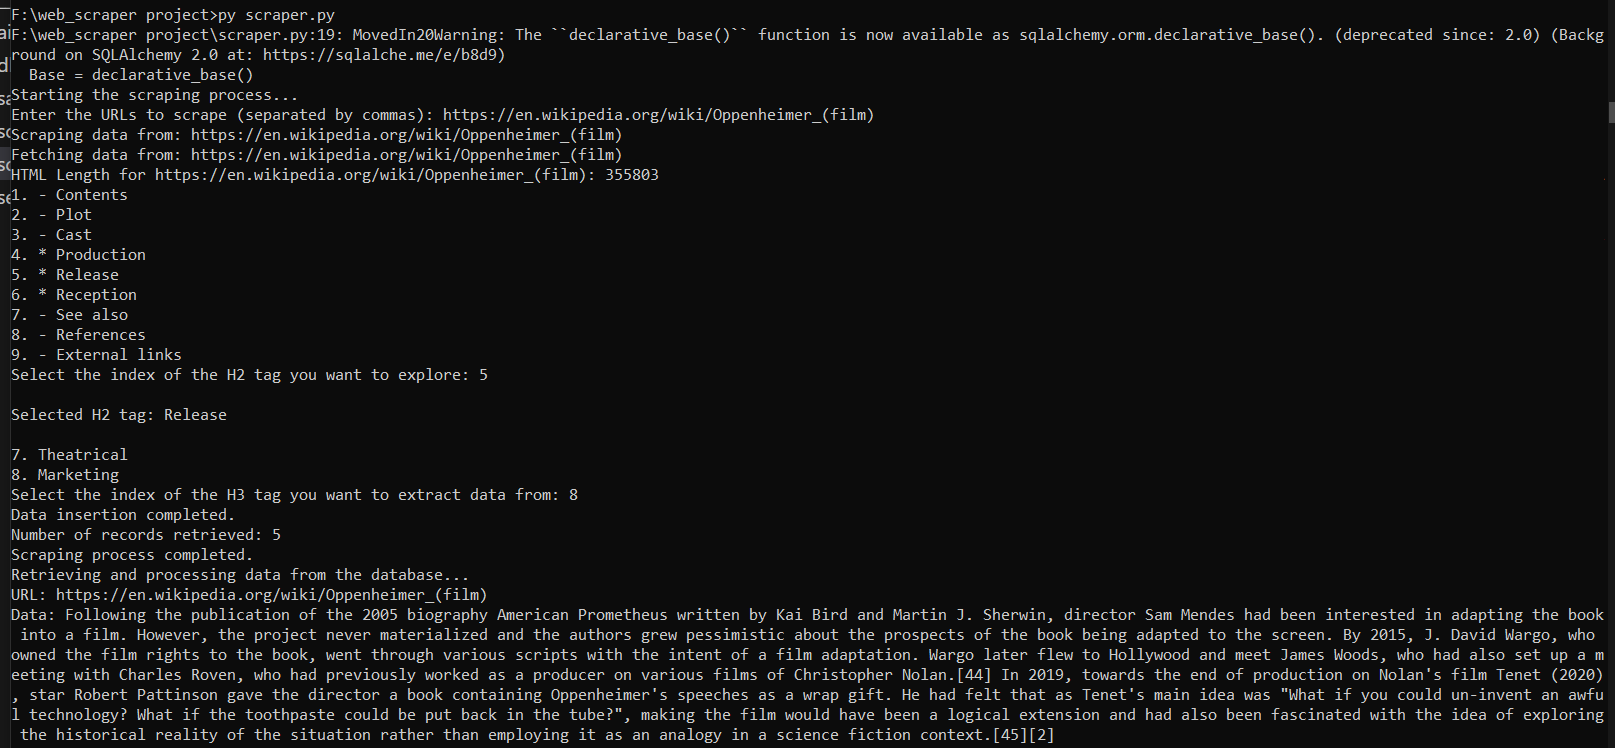 F:\web_scraper project>py scraper.py
F:\web_scraper project\scraper.py:19: MovedIn20Warning: The ``declarative_base()`` function is now available as sqlalchemy.orm.declarative_base(). (deprecated since: 2.0) (Backg
round on SQLAlchemy 2.0 at: https://sqlalche.me/e/b8d9)
  Base = declarative_base()
Starting the scraping process...
Enter the URLs to scrape (separated by commas): https://en.wikipedia.org/wiki/Oppenheimer_(film)
Scraping data from: https://en.wikipedia.org/wiki/Oppenheimer_(film)
Fetching data from: https://en.wikipedia.org/wiki/Oppenheimer_(film)
HTML Length for https://en.wikipedia.org/wiki/Oppenheimer_(film): 355803
1. - Contents
2. - Plot
3. - Cast
4. * Production
5. * Release
6. * Reception
7. - See also
8. - References
9. - External links
Select the index of the H2 tag you want to explore: 5
Selected H2 tag: Release
7. Theatrical
8. Marketing
Select the index of the H3 tag you want to extract data from: 8
Data insertion completed.
Number of records retrieved: 5
Scraping process completed.
Retrieving and processing data from the database...
URL: https://en.wikipedia.org/wiki/Oppenheimer_(film)
Data: Following the publication of the 2005 biography American Prometheus written by Kai Bird and Martin J. Sherwin, director Sam Mendes had been interested in adapting the book
 into a film. However, the project never materialized and the authors grew pessimistic about the prospects of the book being adapted to the screen. By 2015, J. David Wargo, who
owned the film rights to the book, went through various scripts with the intent of a film adaptation. Wargo later flew to Hollywood and meet James Woods, who had also set up a m
eeting with Charles Roven, who had previously worked as a producer on various films of Christopher Nolan.[44] In 2019, towards the end of production on Nolan's film Tenet (2020)
, star Robert Pattinson gave the director a book containing Oppenheimer's speeches as a wrap gift. He had felt that as Tenet's main idea was "What if you could un-invent an awfu
l technology? What if the toothpaste could be put back in the tube?", making the film would have been a logical extension and had also been fascinated with the idea of exploring
 the historical reality of the situation rather than employing it as an analogy in a science fiction context.[45][2]